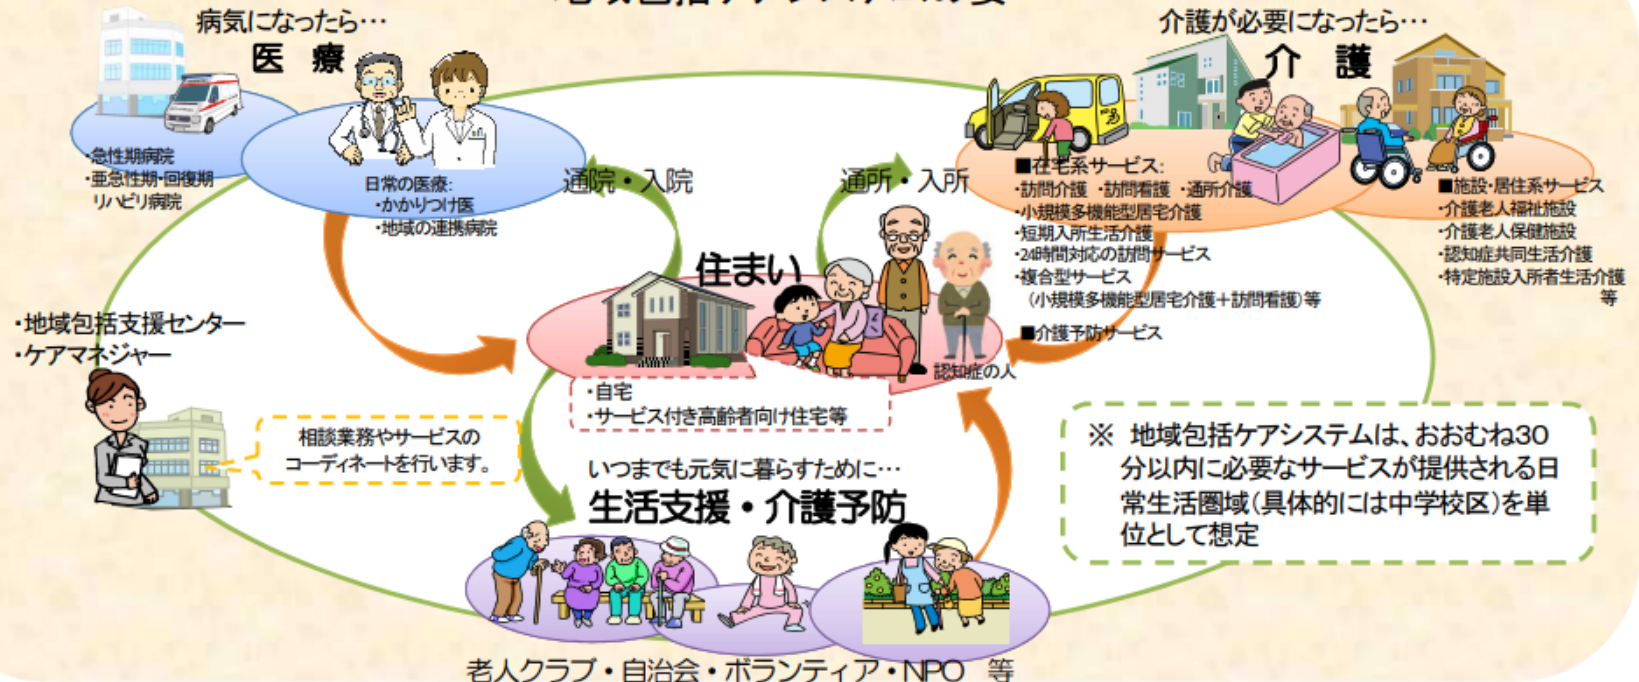 地域包括ケアシステムの姿
病気になったら…
医 療
・急性期病院
・亜急性期・回復期
リハビリ病院
日常の医療:
・かかりつけ医
・地域の連携病院
通院・入院
通所・入所
介護が必要になったら…
介 護
■在宅系サービス:
・訪問介護 ・訪問看護 ・通所介護
・小規模多機能型居宅介護
・短期入所生活介護
・24時間対応の訪問サービス
・複合型サービス
(小規模多機能型居宅介護+訪問看護)等
■介護予防サービス
■施設・居住系サービス
・介護老人福祉施設
・介護老人保健施設
・認知症共同生活介護
・特定施設入所者生活介護
等
住まい
認知症の人
・自宅
・サービス付き高齢者向け住宅等
・地域包括支援センター
・ケアマネジャー
相談業務やサービスの
コーディネートを行います。
いつまでも元気に暮らすために…
生活支援・介護予防
老人クラブ・自治会・ボランティア・NPO 等
※ 地域包括ケアシステムは、おおむね30
分以内に必要なサービスが提供される日
常生活圏域(具体的には中学校区)を単
位として想定